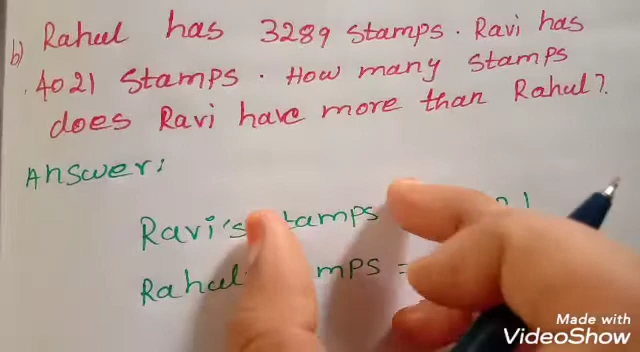 b) Rahul has 3289 stamps. Ravi has
4021 stamps. How many stamps
does Ravi have more than Rahul?
Answer:
Ravi's stamps
Rahul =
Made with
VideoShow